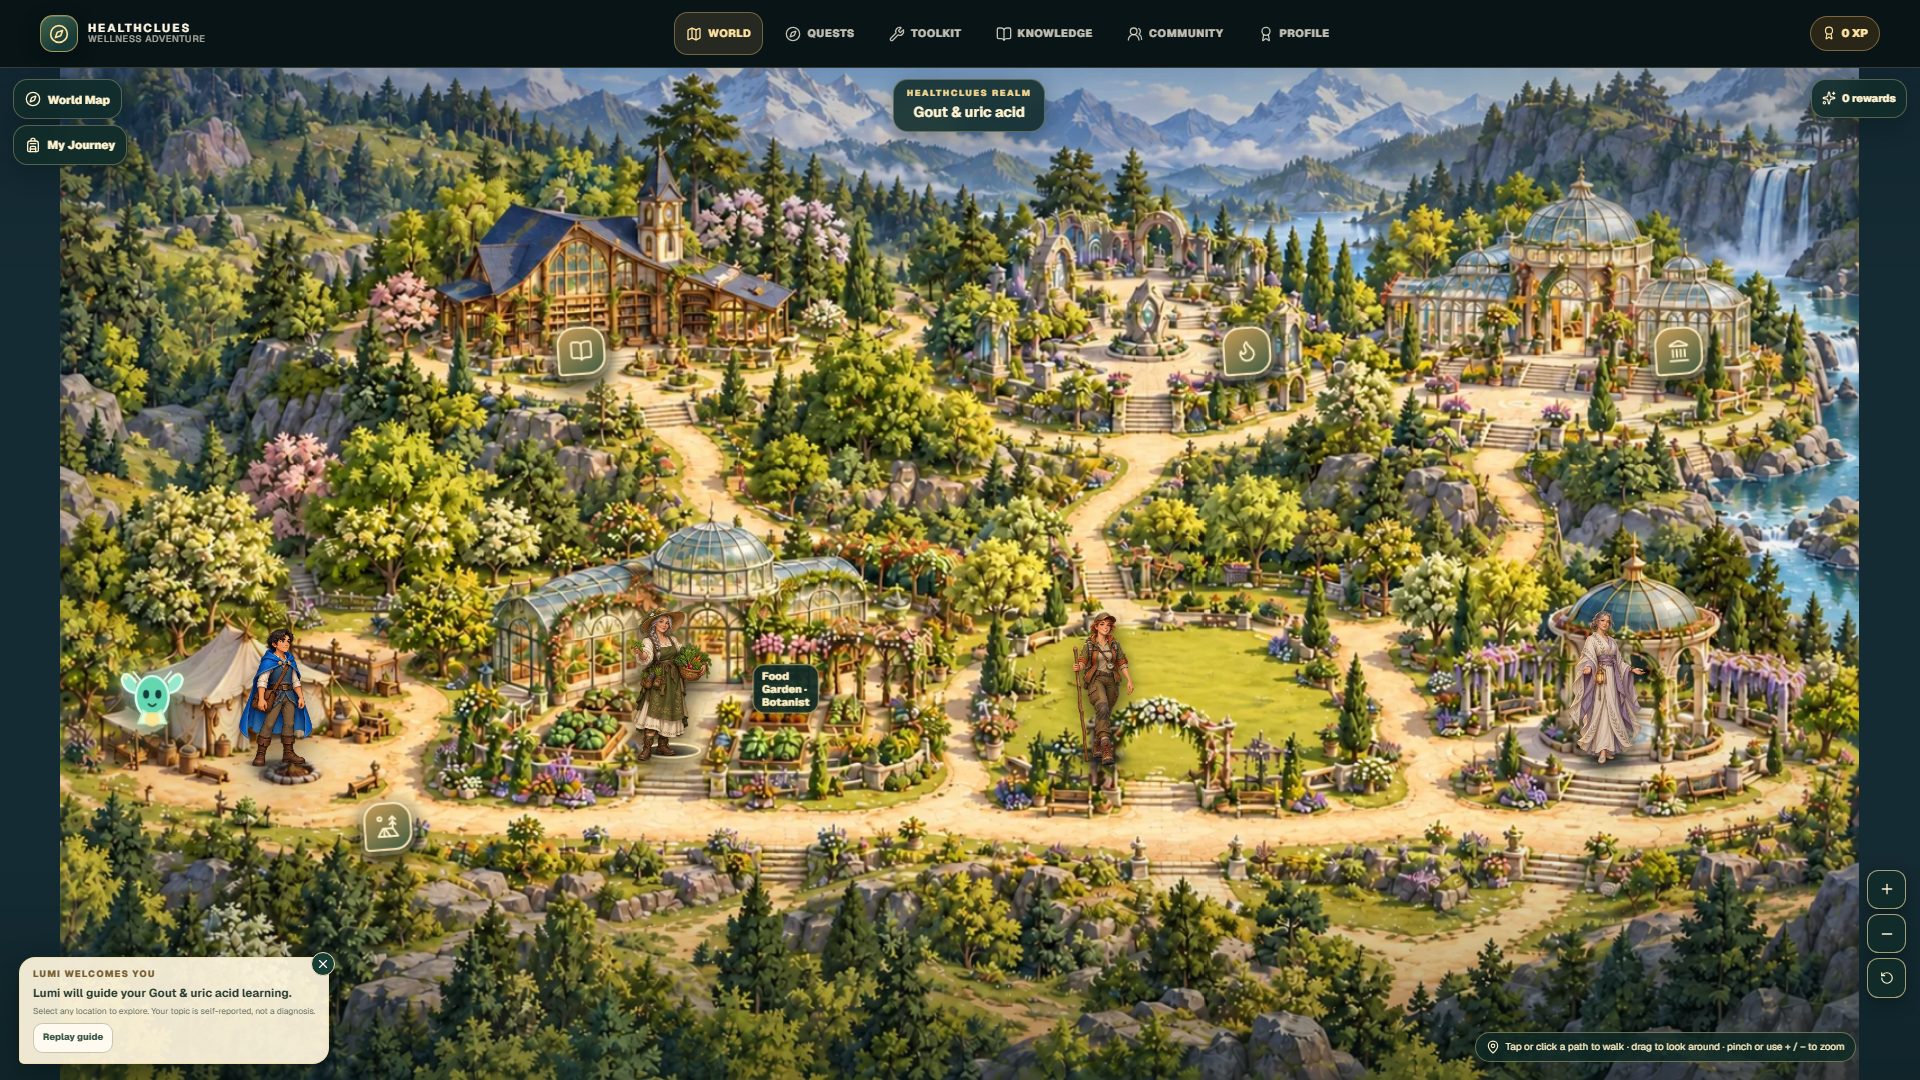 HEALTHCLUES
WELLNESS ADVENTURE
WORLD
QUESTS
TOOLKIT
KNOWLEDGE
COMMUNITY
PROFILE
0 XP
World Map
My Journey
HEALTHCLUES REALM
Gout & uric acid
0 rewards
Food
Garden -
Botanist
LUMI WELCOMES YOU
Lumi will guide your Gout & uric acid learning.
Select any location to explore. Your topic is self-reported, not a diagnosis.
Replay guide
Tap or click a path to walk · drag to look around · pinch or use + / − to zoom